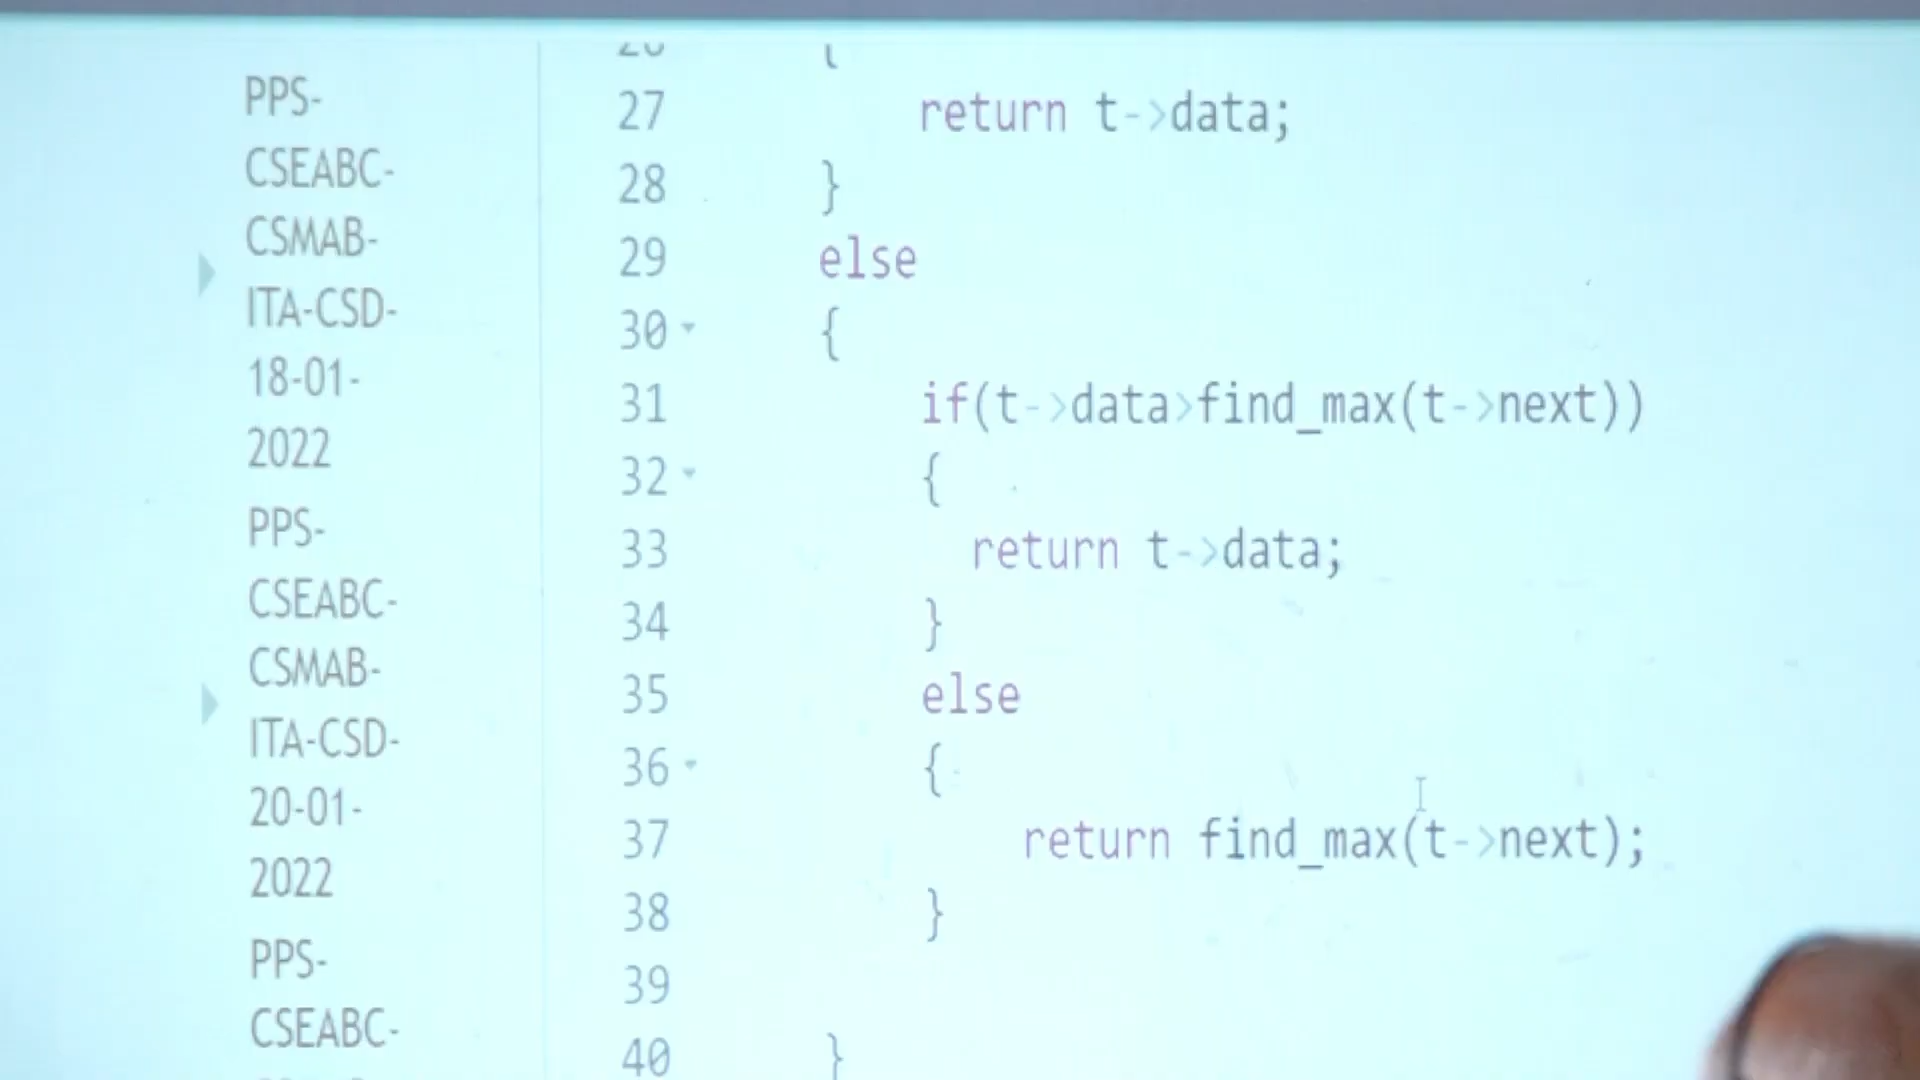 PPS-
CSEABC-
CSMAB-
ITA-CSD-
18-01-
2022
PPS-
CSEABC-
CSMAB-
ITA-CSD-
20-01-
2022
PPS-
CSEABC-
26 {
27 return t->data;
28 }
29 else
30 {
31 if(t->data>find_max(t->next))
32 {
33 return t->data;
34 }
35 else
36 {
37 return find_max(t->next);
38 }
39
40 }